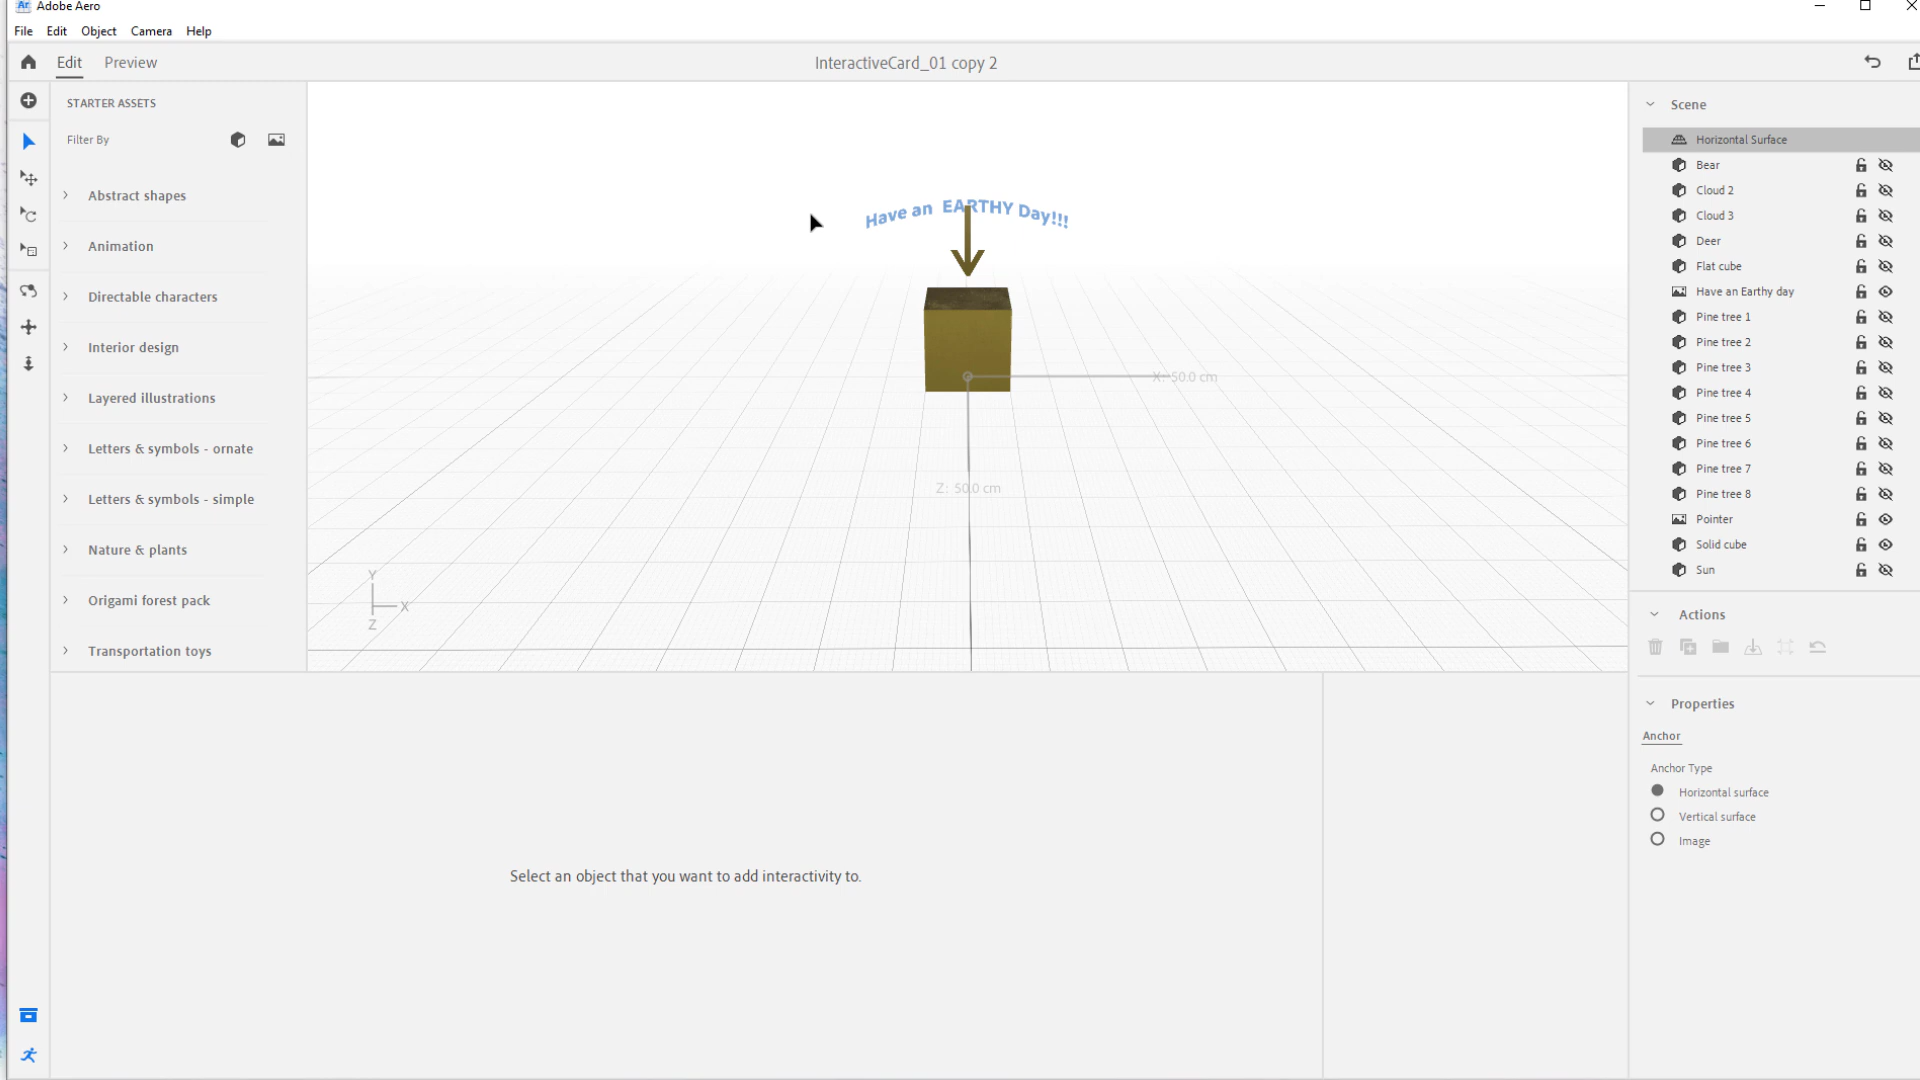 Ar Adobe Aero
File Edit Object Camera Help
Edit Preview InteractiveCard_01 copy 2
STARTER ASSETS
Filter By
Abstract shapes
Animation
Directable characters
Interior design
Layered illustrations
Letters & symbols - ornate
Letters & symbols - simple
Nature & plants
Origami forest pack
Transportation toys
Have an EARTHY Day!!!
X: 50.0 cm
Z: 50.0 cm
Y
X
Z
Select an object that you want to add interactivity to.
Scene
Horizontal Surface
Bear
Cloud 2
Cloud 3
Deer
Flat cube
Have an Earthy day
Pine tree 1
Pine tree 2
Pine tree 3
Pine tree 4
Pine tree 5
Pine tree 6
Pine tree 7
Pine tree 8
Pointer
Solid cube
Sun
Actions
Properties
Anchor
Anchor Type
Horizontal surface
Vertical surface
Image